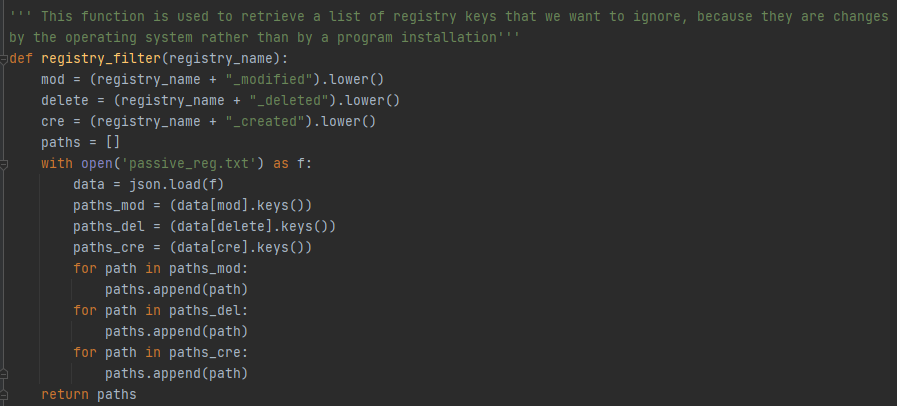 ''' This function is used to retrieve a list of registry keys that we want to ignore, because they are changes
by the operating system rather than by a program installation'''
def registry_filter(registry_name):
    mod = (registry_name + "_modified").lower()
    delete = (registry_name + "_deleted").lower()
    cre = (registry_name + "_created").lower()
    paths = []
    with open('passive_reg.txt') as f:
        data = json.load(f)
        paths_mod = (data[mod].keys())
        paths_del = (data[delete].keys())
        paths_cre = (data[cre].keys())
        for path in paths_mod:
            paths.append(path)
        for path in paths_del:
            paths.append(path)
        for path in paths_cre:
            paths.append(path)
    return paths